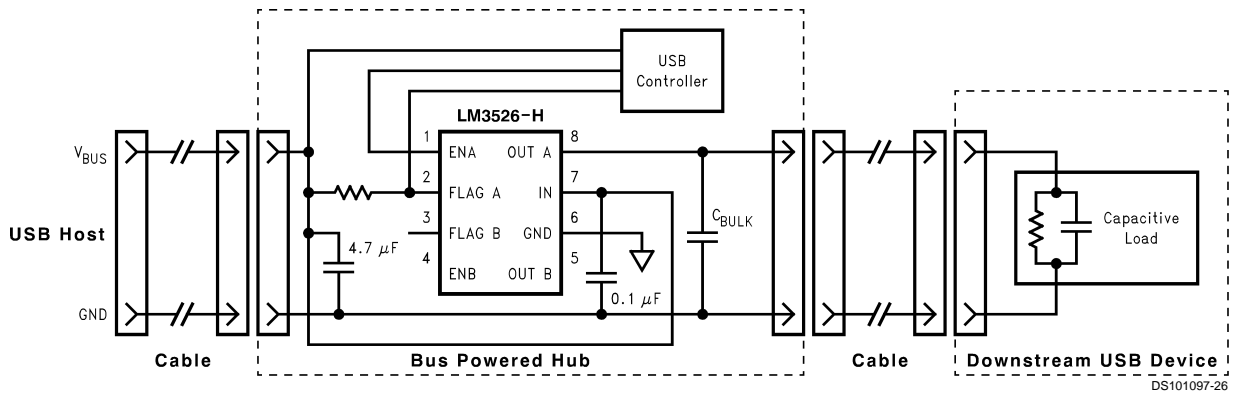 USB
Controller
LM3526-H
1
8
V_BUS
ENA
OUT A
2
7
FLAG A
IN
C_BULK
Capacitive
Load
3
6
USB Host
FLAG B
GND
4.7 μF
4
5
ENB
OUT B
0.1 μF
GND
Cable
Bus Powered Hub
Cable
Downstream USB Device
DS101097-26